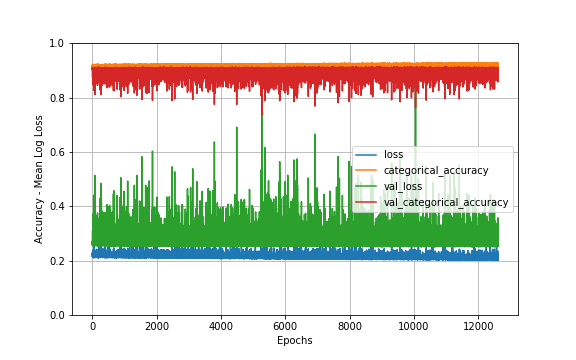 1.0
0.8
0.6
0.4
0.2
0.0
Accuracy - Mean Log Loss
loss
categorical_accuracy
val_loss
val_categorical_accuracy
0 2000 4000 6000 8000 10000 12000
Epochs